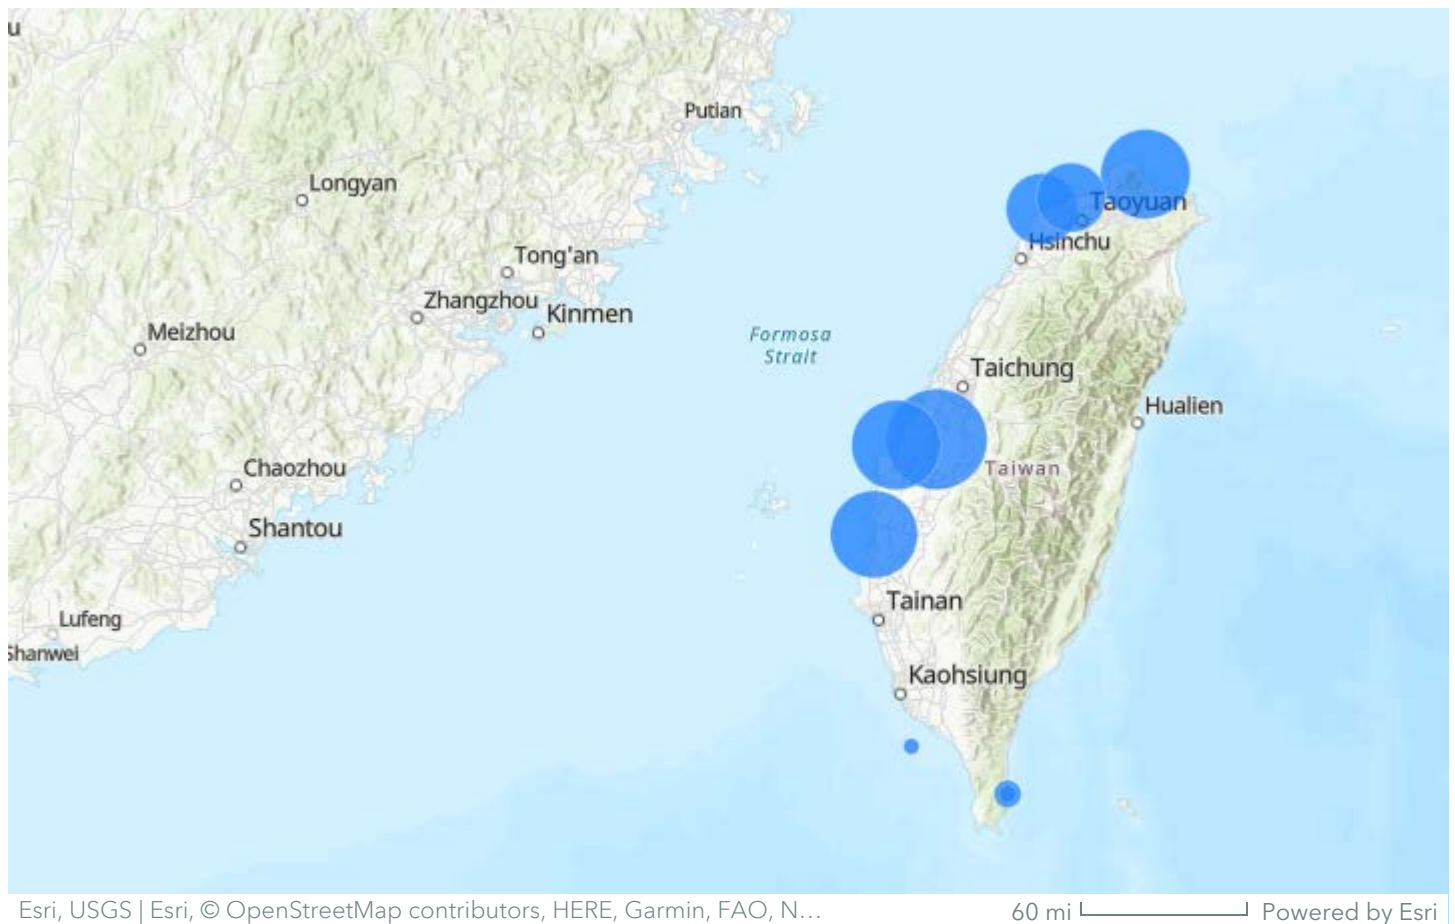 u
Putian
Longyan
Taoyuan
Hsinchu
Tong'an
Zhangzhou
Kinmen
Meizhou
Formosa
Strait
Taichung
Hualien
Chaozhou
Taiwan
Shantou
Tainan
Lufeng
Shanwei
Kaohsiung
Esri, USGS | Esri, © OpenStreetMap contributors, HERE, Garmin, FAO, N...
60 mi
Powered by Esri